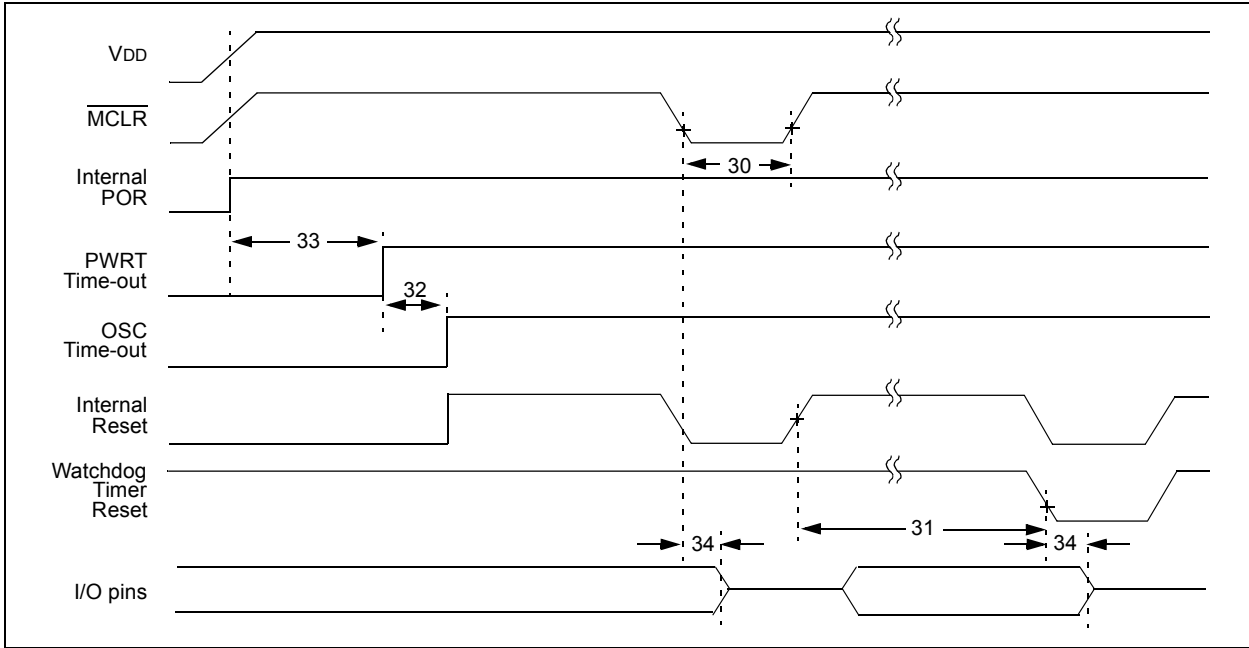 VDD
MCLR
30
Internal
POR
33
PWRT
Time-out
32
OSC
Time-out
Internal
Reset
Watchdog
Timer
Reset
31
34
34
I/O pins